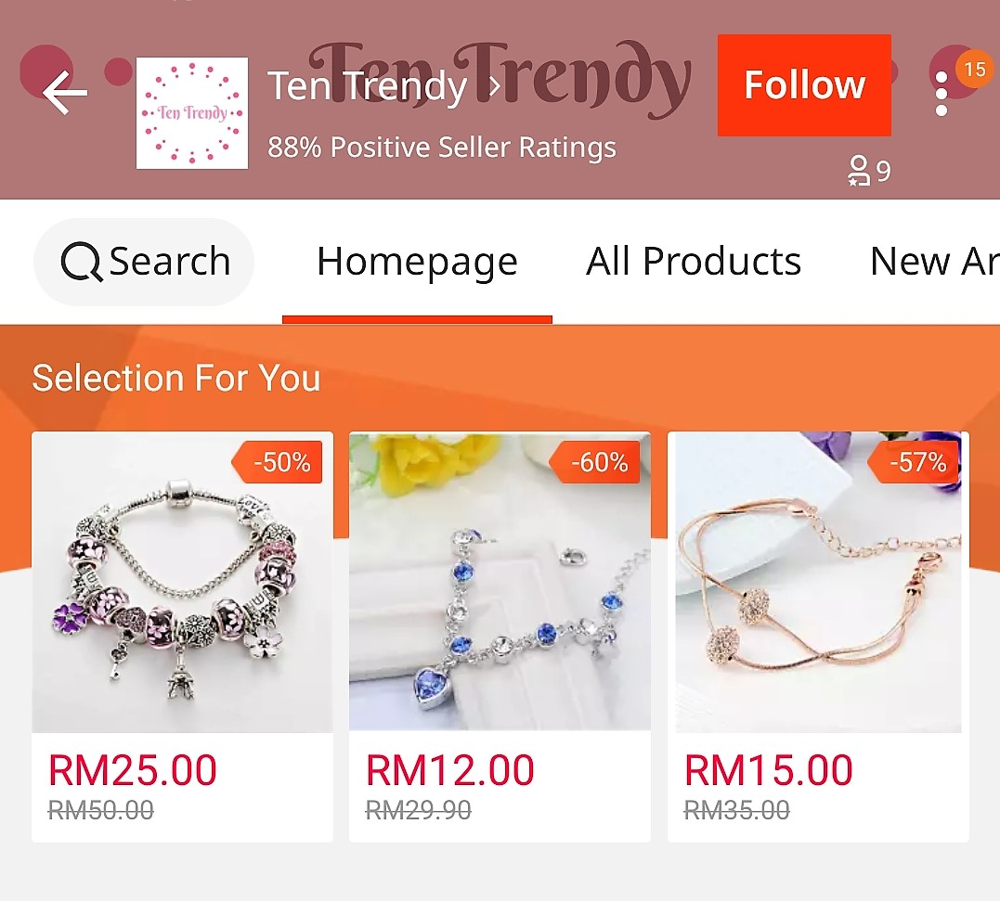 Ten Trendy
Ten Trendy
Ten Trendy
Follow
15
88% Positive Seller Ratings
9
Search
Homepage
All Products
New Ar
Selection For You
-50%
-60%
-57%
RM25.00
RM12.00
RM15.00
RM50.00
RM29.90
RM35.00